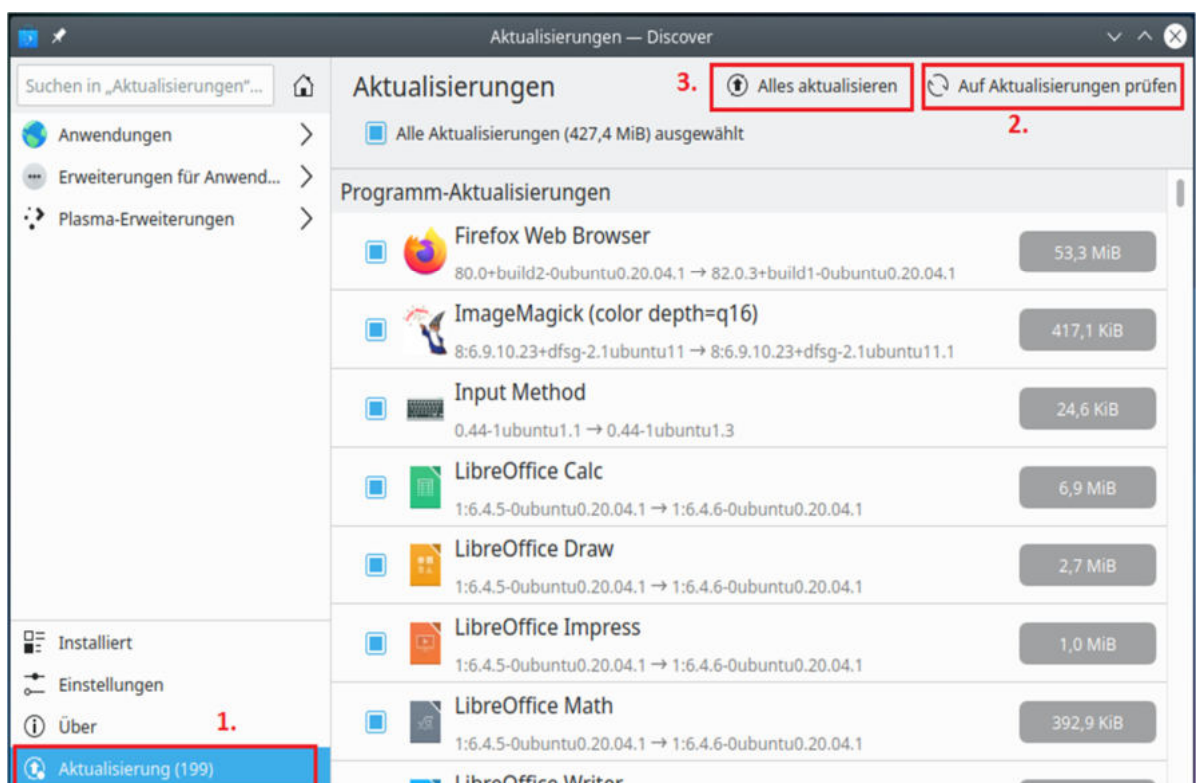 Aktualisierungen — Discover
Suchen in „Aktualisierungen“...
Anwendungen
Erweiterungen für Anwend...
Plasma-Erweiterungen
Installiert
Einstellungen
Über
1.
Aktualisierung (199)
Aktualisierungen
3.
Alles aktualisieren
Auf Aktualisierungen prüfen
2.
Alle Aktualisierungen (427,4 MiB) ausgewählt
Programm-Aktualisierungen
Firefox Web Browser
53,3 MiB
80.0+build2-0ubuntu0.20.04.1 → 82.0.3+build1-0ubuntu0.20.04.1
ImageMagick (color depth=q16)
417,1 KiB
8:6.9.10.23+dfsg-2.1ubuntu11 → 8:6.9.10.23+dfsg-2.1ubuntu11.1
Input Method
24,6 KiB
0.44-1ubuntu1.1 → 0.44-1ubuntu1.3
LibreOffice Calc
6,9 MiB
1:6.4.5-0ubuntu0.20.04.1 → 1:6.4.6-0ubuntu0.20.04.1
LibreOffice Draw
2,7 MiB
1:6.4.5-0ubuntu0.20.04.1 → 1:6.4.6-0ubuntu0.20.04.1
LibreOffice Impress
1,0 MiB
1:6.4.5-0ubuntu0.20.04.1 → 1:6.4.6-0ubuntu0.20.04.1
LibreOffice Math
392,9 KiB
1:6.4.5-0ubuntu0.20.04.1 → 1:6.4.6-0ubuntu0.20.04.1
LibreOffice Writer